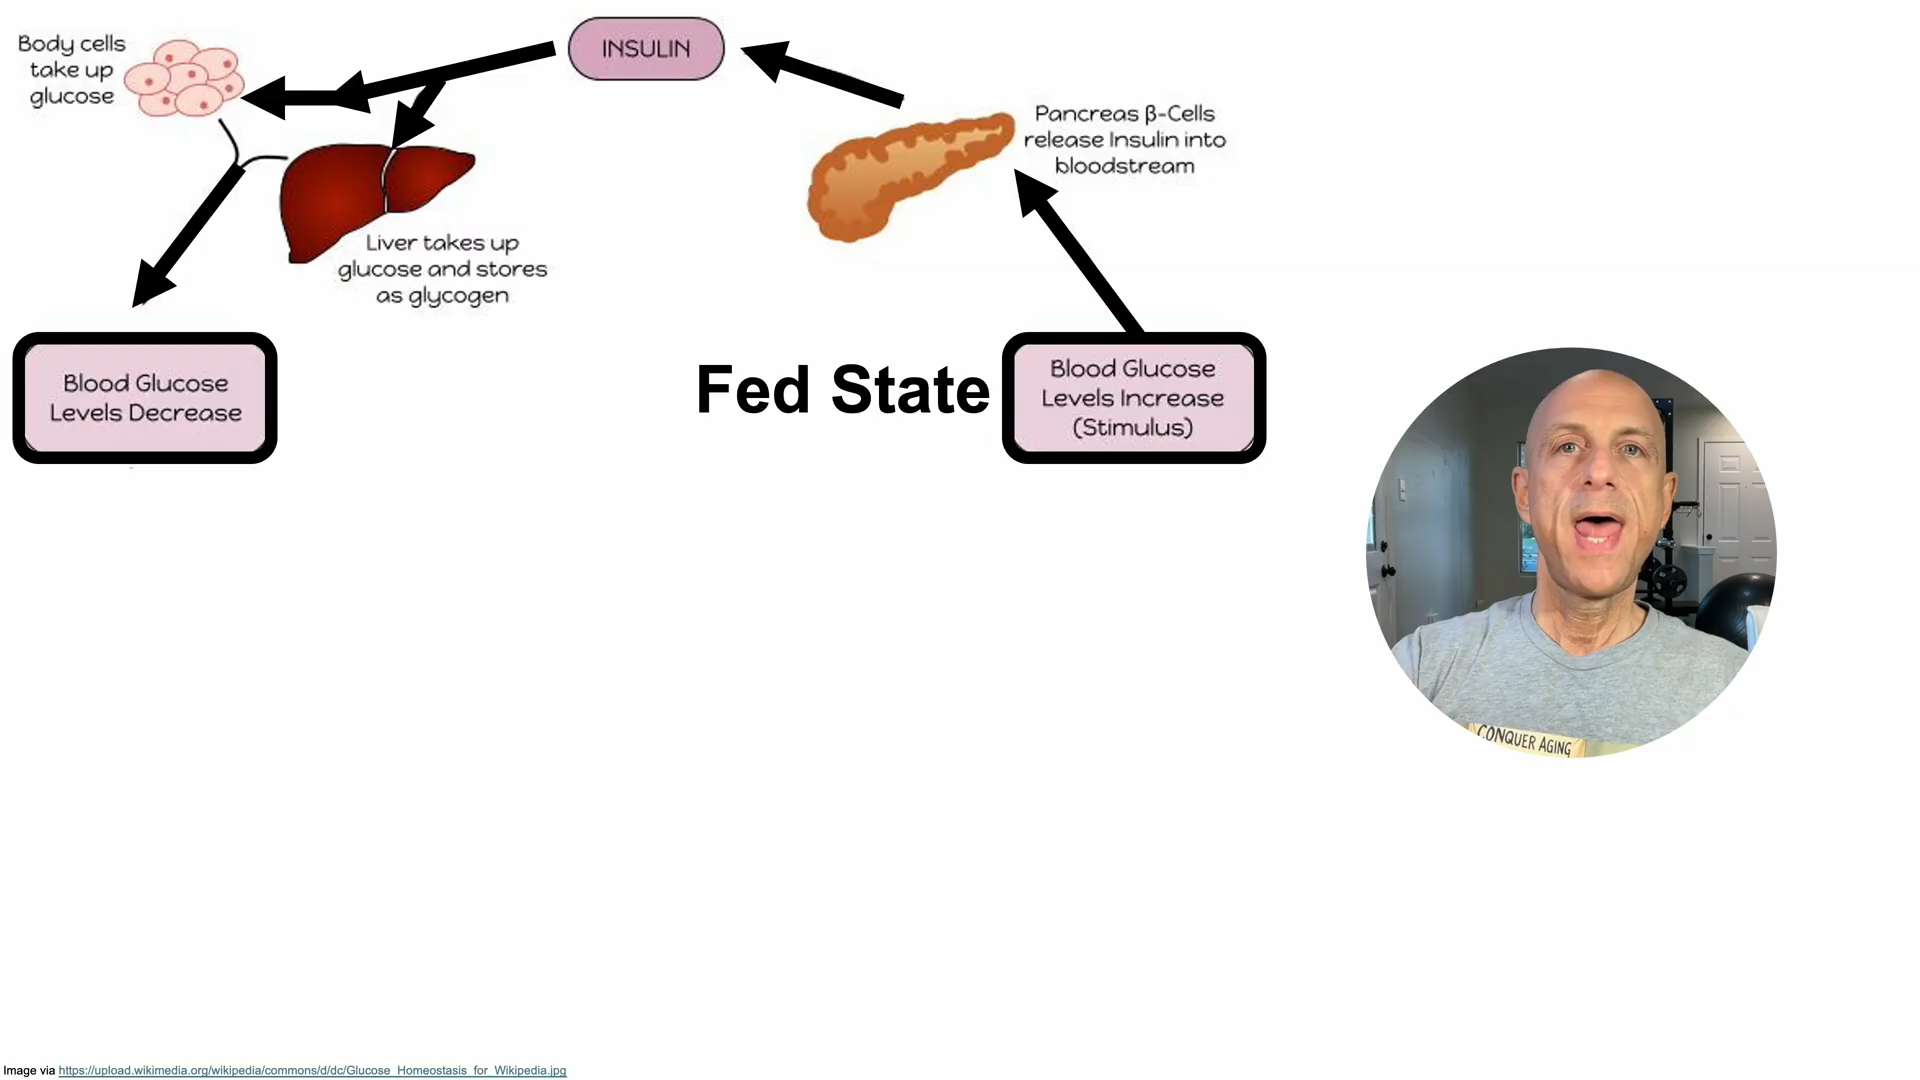 Body cells
take up
glucose
INSULIN
Pancreas β-Cells
release Insulin into
bloodstream
Liver takes up
glucose and stores
as glycogen
Blood Glucose
Levels Decrease
Fed State
Blood Glucose
Levels Increase
(Stimulus)
CONQUER AGING
Image via https://upload.wikimedia.org/wikipedia/commons/d/dc/Glucose_Homeostasis_for_Wikipedia.jpg